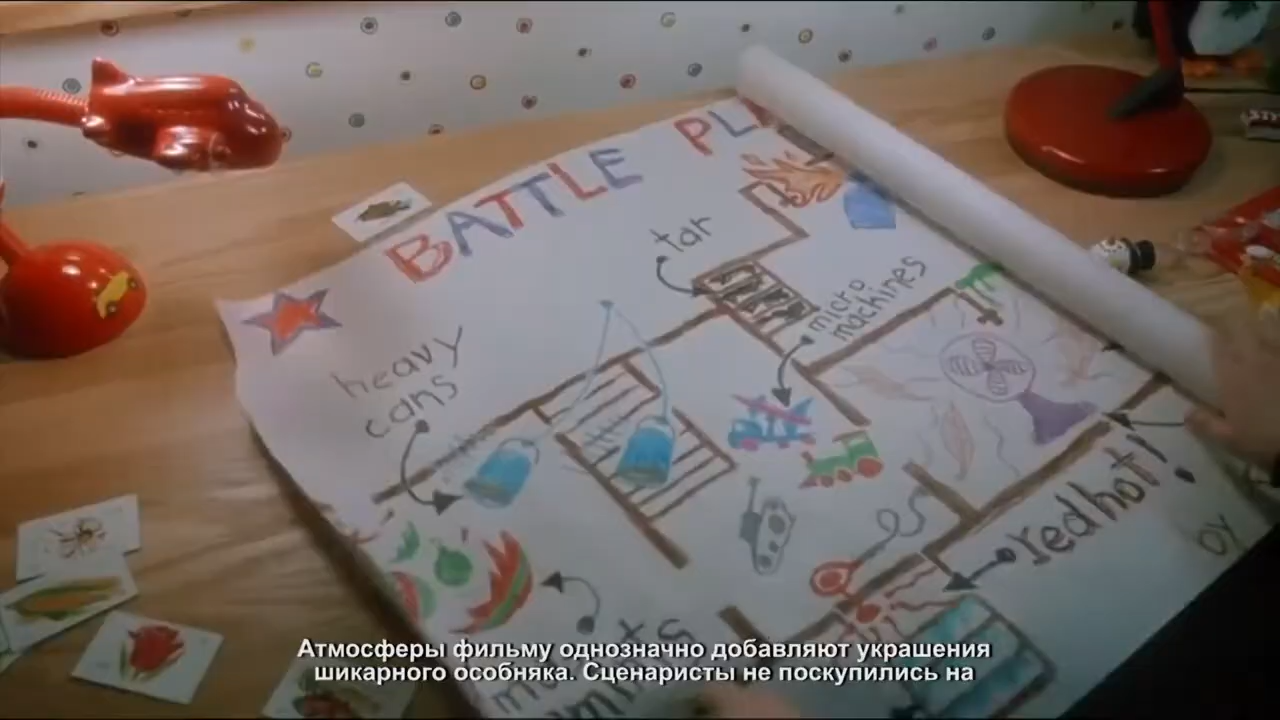 BATTLE PL
tar
micro
machines
heavy
cans
redhot!
Атмосферы фильму однозначно добавляют украшения
шикарного особняка. Сценаристы не поскупились на